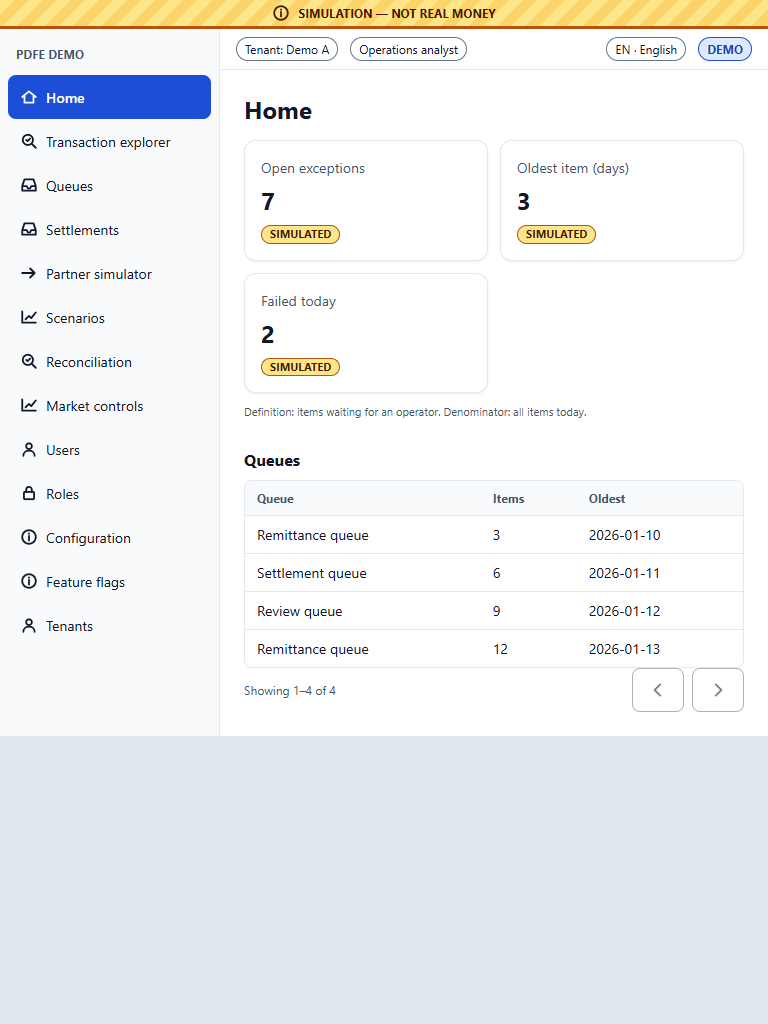 SIMULATION — NOT REAL MONEY
PDFE DEMO
Tenant: Demo A
Operations analyst
EN · English
DEMO
Home
Transaction explorer
Queues
Settlements
Partner simulator
Scenarios
Reconciliation
Market controls
Users
Roles
Configuration
Feature flags
Tenants
Home
Open exceptions
7
SIMULATED
Oldest item (days)
3
SIMULATED
Failed today
2
SIMULATED
Definition: items waiting for an operator. Denominator: all items today.
Queues
Queue Items Oldest
Remittance queue 3 2026-01-10
Settlement queue 6 2026-01-11
Review queue 9 2026-01-12
Remittance queue 12 2026-01-13
Showing 1–4 of 4